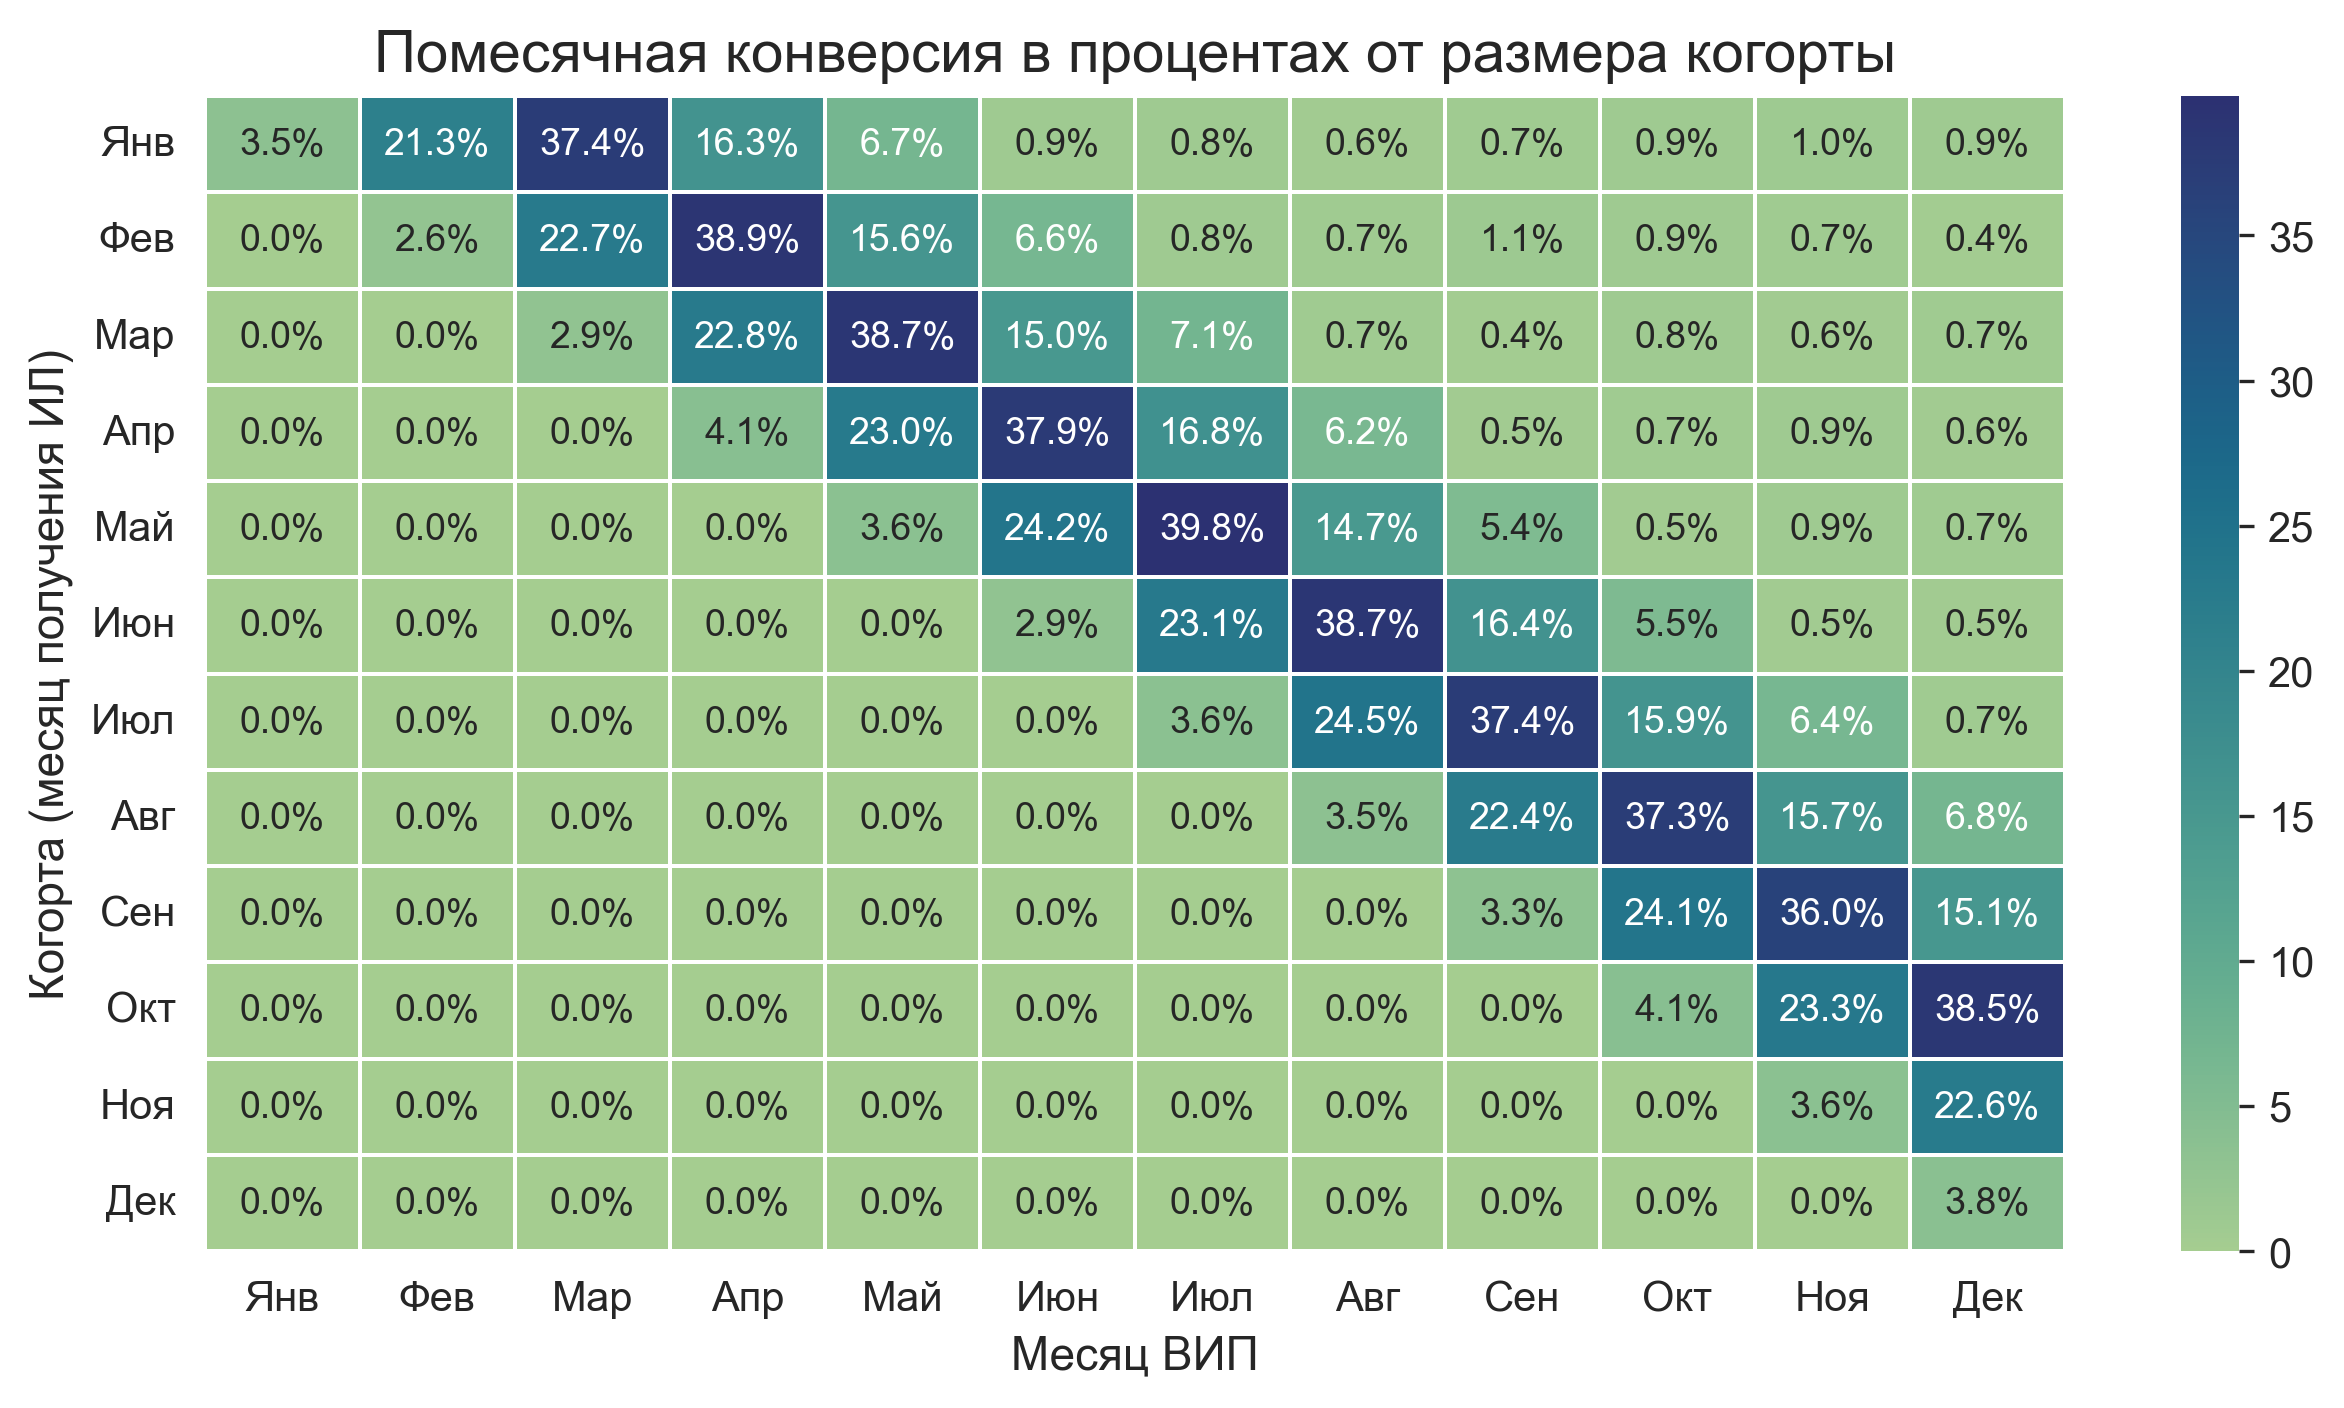 Помесячная конверсия в процентах от размера когорты
Янв 3.5% 21.3% 37.4% 16.3% 6.7% 0.9% 0.8% 0.6% 0.7% 0.9% 1.0% 0.9%
Фев 0.0% 2.6% 22.7% 38.9% 15.6% 6.6% 0.8% 0.7% 1.1% 0.9% 0.7% 0.4%
Мар 0.0% 0.0% 2.9% 22.8% 38.7% 15.0% 7.1% 0.7% 0.4% 0.8% 0.6% 0.7%
Апр 0.0% 0.0% 0.0% 4.1% 23.0% 37.9% 16.8% 6.2% 0.5% 0.7% 0.9% 0.6%
Май 0.0% 0.0% 0.0% 0.0% 3.6% 24.2% 39.8% 14.7% 5.4% 0.5% 0.9% 0.7%
Июн 0.0% 0.0% 0.0% 0.0% 0.0% 2.9% 23.1% 38.7% 16.4% 5.5% 0.5% 0.5%
Июл 0.0% 0.0% 0.0% 0.0% 0.0% 0.0% 3.6% 24.5% 37.4% 15.9% 6.4% 0.7%
Авг 0.0% 0.0% 0.0% 0.0% 0.0% 0.0% 0.0% 3.5% 22.4% 37.3% 15.7% 6.8%
Сен 0.0% 0.0% 0.0% 0.0% 0.0% 0.0% 0.0% 0.0% 3.3% 24.1% 36.0% 15.1%
Окт 0.0% 0.0% 0.0% 0.0% 0.0% 0.0% 0.0% 0.0% 0.0% 4.1% 23.3% 38.5%
Ноя 0.0% 0.0% 0.0% 0.0% 0.0% 0.0% 0.0% 0.0% 0.0% 0.0% 3.6% 22.6%
Дек 0.0% 0.0% 0.0% 0.0% 0.0% 0.0% 0.0% 0.0% 0.0% 0.0% 0.0% 3.8%
Янв Фев Мар Апр Май Июн Июл Авг Сен Окт Ноя Дек
Месяц ВИП
Когорта (месяц получения ИЛ)
35
30
25
20
15
10
5
0